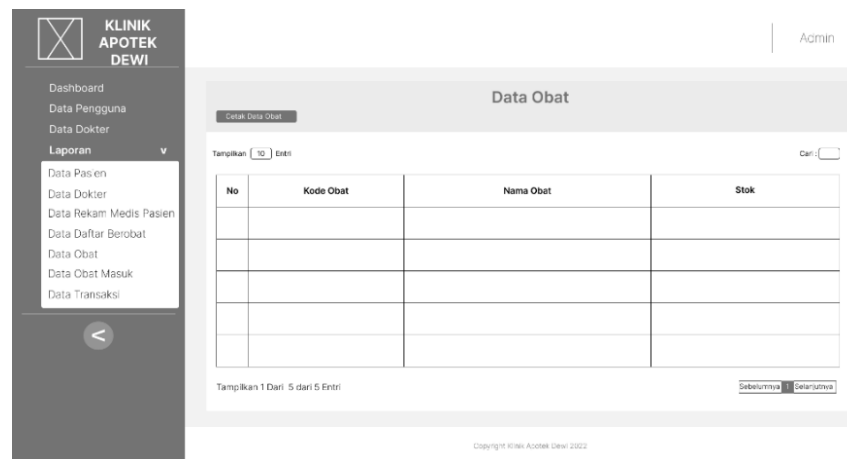 KLINIK
APOTEK
DEWI
Admin
Dashboard
Data Pengguna
Data Dokter
Laporan v
Data Pasien
Data Dokter
Data Rekam Medis Pasien
Data Daftar Berobat
Data Obat
Data Obat Masuk
Data Transaksi
<
Data Obat
Cetak Data Obat
Tampilkan 10 Entri
Cari :
No Kode Obat Nama Obat Stok
Tampilkan 1 Dari 5 dari 5 Entri
Sebelumnya 1 Selanjutnya
Copyright Klinik Apotek Dewi 2022